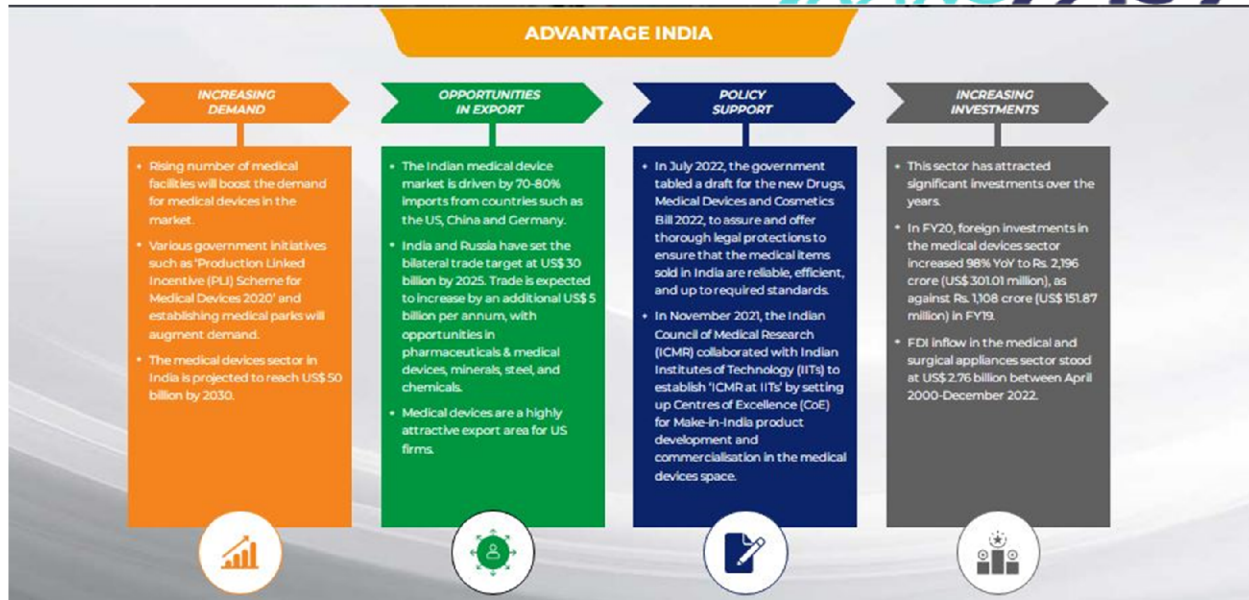 TRANSFAST
ADVANTAGE INDIA
INCREASING
DEMAND
• Rising number of medical
facilities will boost the demand
for medical devices in the
market.
• Various government initiatives
such as 'Production Linked
Incentive (PLI) Scheme for
Medical Devices 2020' and
establishing medical parks will
augment demand.
• The medical devices sector in
India is projected to reach US$ 50
billion by 2030.
OPPORTUNITIES
IN EXPORT
• The Indian medical device
market is driven by 70-80%
imports from countries such as
the US, China and Germany.
• India and Russia have set the
bilateral trade target at US$ 30
billion by 2025. Trade is expected
to increase by an additional US$ 5
billion per annum, with
opportunities in
pharmaceuticals & medical
devices, minerals, steel, and
chemicals.
• Medical devices are a highly
attractive export area for US
firms.
POLICY
SUPPORT
• In July 2022, the government
tabled a draft for the new Drugs,
Medical Devices and Cosmetics
Bill 2022, to assure and offer
thorough legal protections to
ensure that the medical items
sold in India are reliable, efficient,
and up to required standards.
• In November 2021, the Indian
Council of Medical Research
(ICMR) collaborated with Indian
Institutes of Technology (IITs) to
establish 'ICMR at IITs' by setting
up Centres of Excellence (CoE)
for Make-in-India product
development and
commercialisation in the medical
devices space.
INCREASING
INVESTMENTS
• This sector has attracted
significant investments over the
years.
• In FY20, foreign investments in
the medical devices sector
increased 98% YoY to Rs. 2,196
crore (US$ 301.01 million), as
against Rs. 1,108 crore (US$ 151.87
million) in FY19.
• FDI inflow in the medical and
surgical appliances sector stood
at US$ 2.76 billion between April
2000-December 2022.